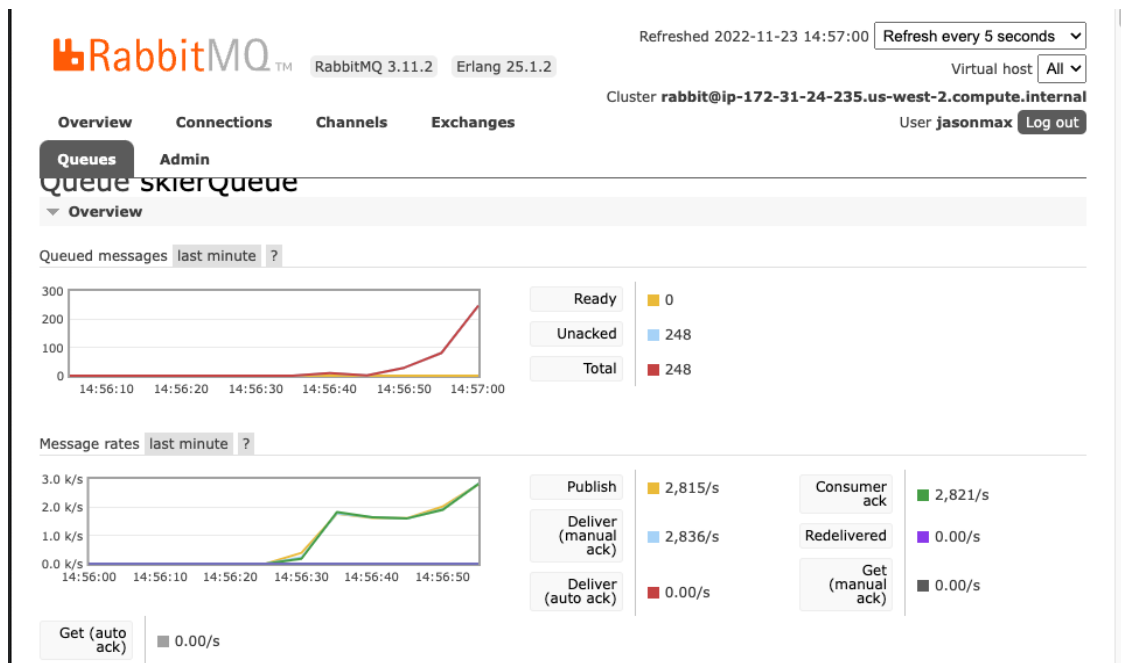 Refreshed 2022-11-23 14:57:00 Refresh every 5 seconds
RabbitMQ TM RabbitMQ 3.11.2 Erlang 25.1.2
Virtual host All
Cluster rabbit@ip-172-31-24-235.us-west-2.compute.internal
Overview Connections Channels Exchanges
User jasonmax Log out
Queues Admin
Queue skierQueue
Overview
Queued messages last minute ?
300
200
100
0
14:56:10 14:56:20 14:56:30 14:56:40 14:56:50 14:57:00
Ready 0
Unacked 248
Total 248
Message rates last minute ?
3.0 k/s
2.0 k/s
1.0 k/s
0.0 k/s
14:56:00 14:56:10 14:56:20 14:56:30 14:56:40 14:56:50
Publish 2,815/s
Deliver
(manual
ack)
2,836/s
Deliver
(auto ack)
0.00/s
Consumer
ack
2,821/s
Redelivered 0.00/s
Get
(manual
ack)
0.00/s
Get (auto
ack)
0.00/s